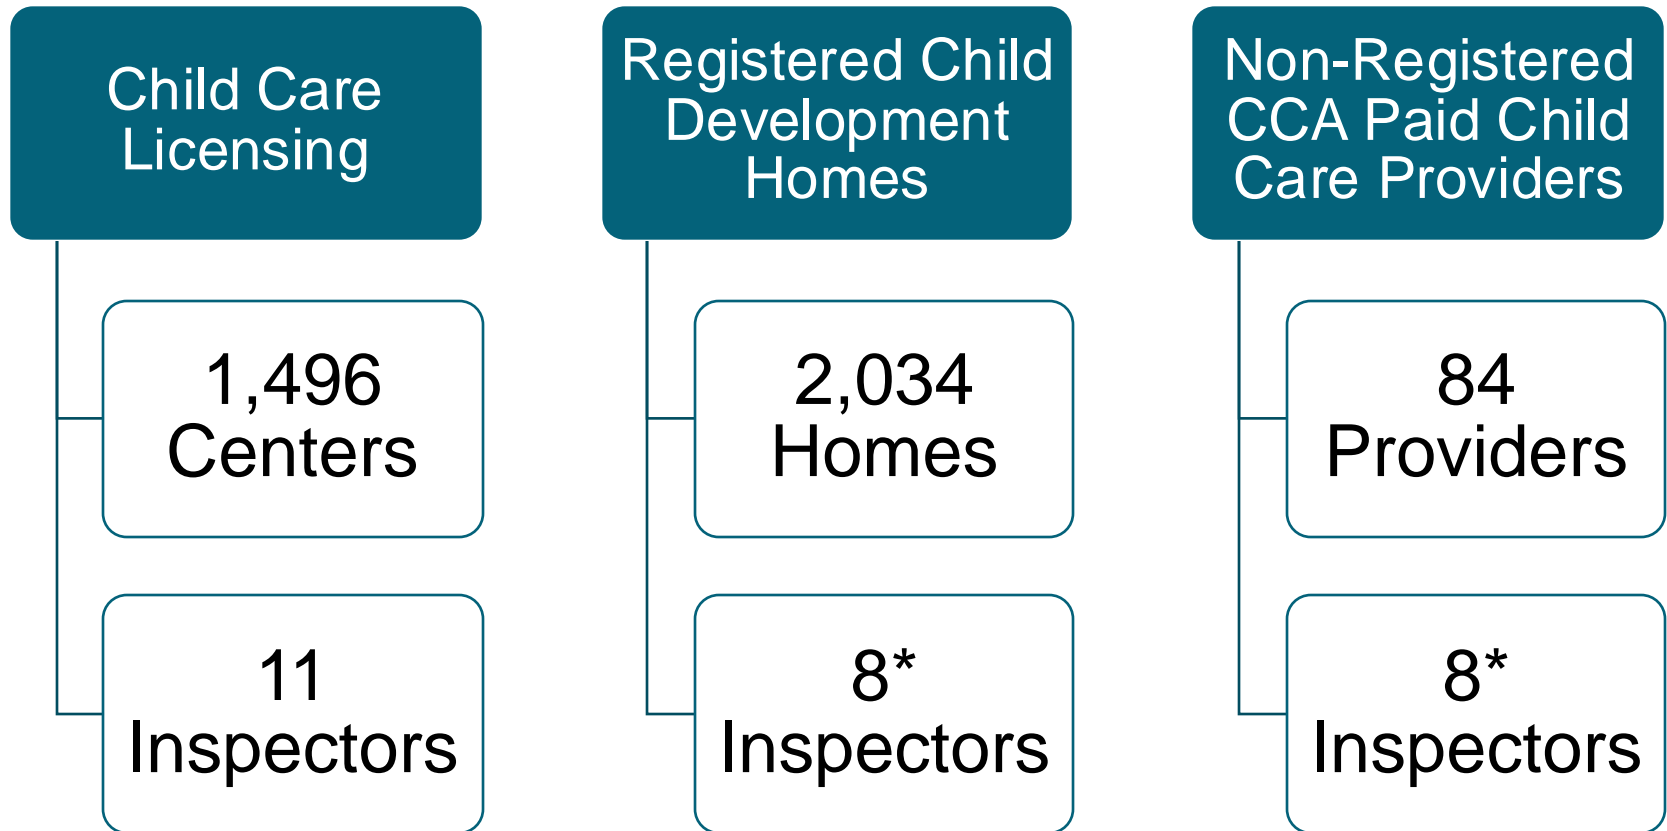 Child Care
Licensing
1,496
Centers
11
Inspectors
Registered Child
Development
Homes
2,034
Homes
8*
Inspectors
Non-Registered
CCA Paid Child
Care Providers
84
Providers
8*
Inspectors